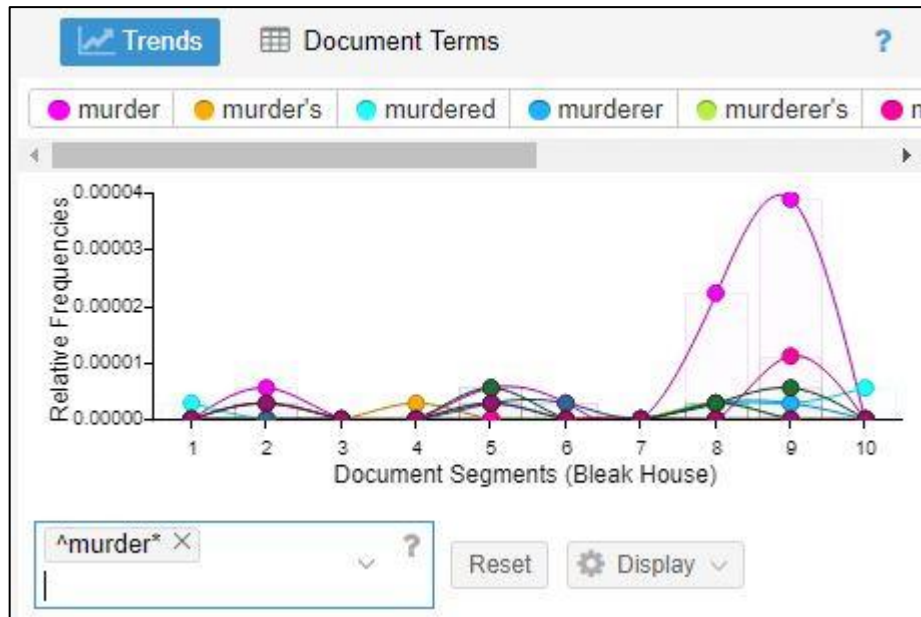 Trends Document Terms ?
murder murder's murdered murderer murderer's
0.00004
0.00003
0.00002
0.00001
0.00000
Relative Frequencies
1 2 3 4 5 6 7 8 9 10
Document Segments (Bleak House)
^murder* × ?
Reset Display